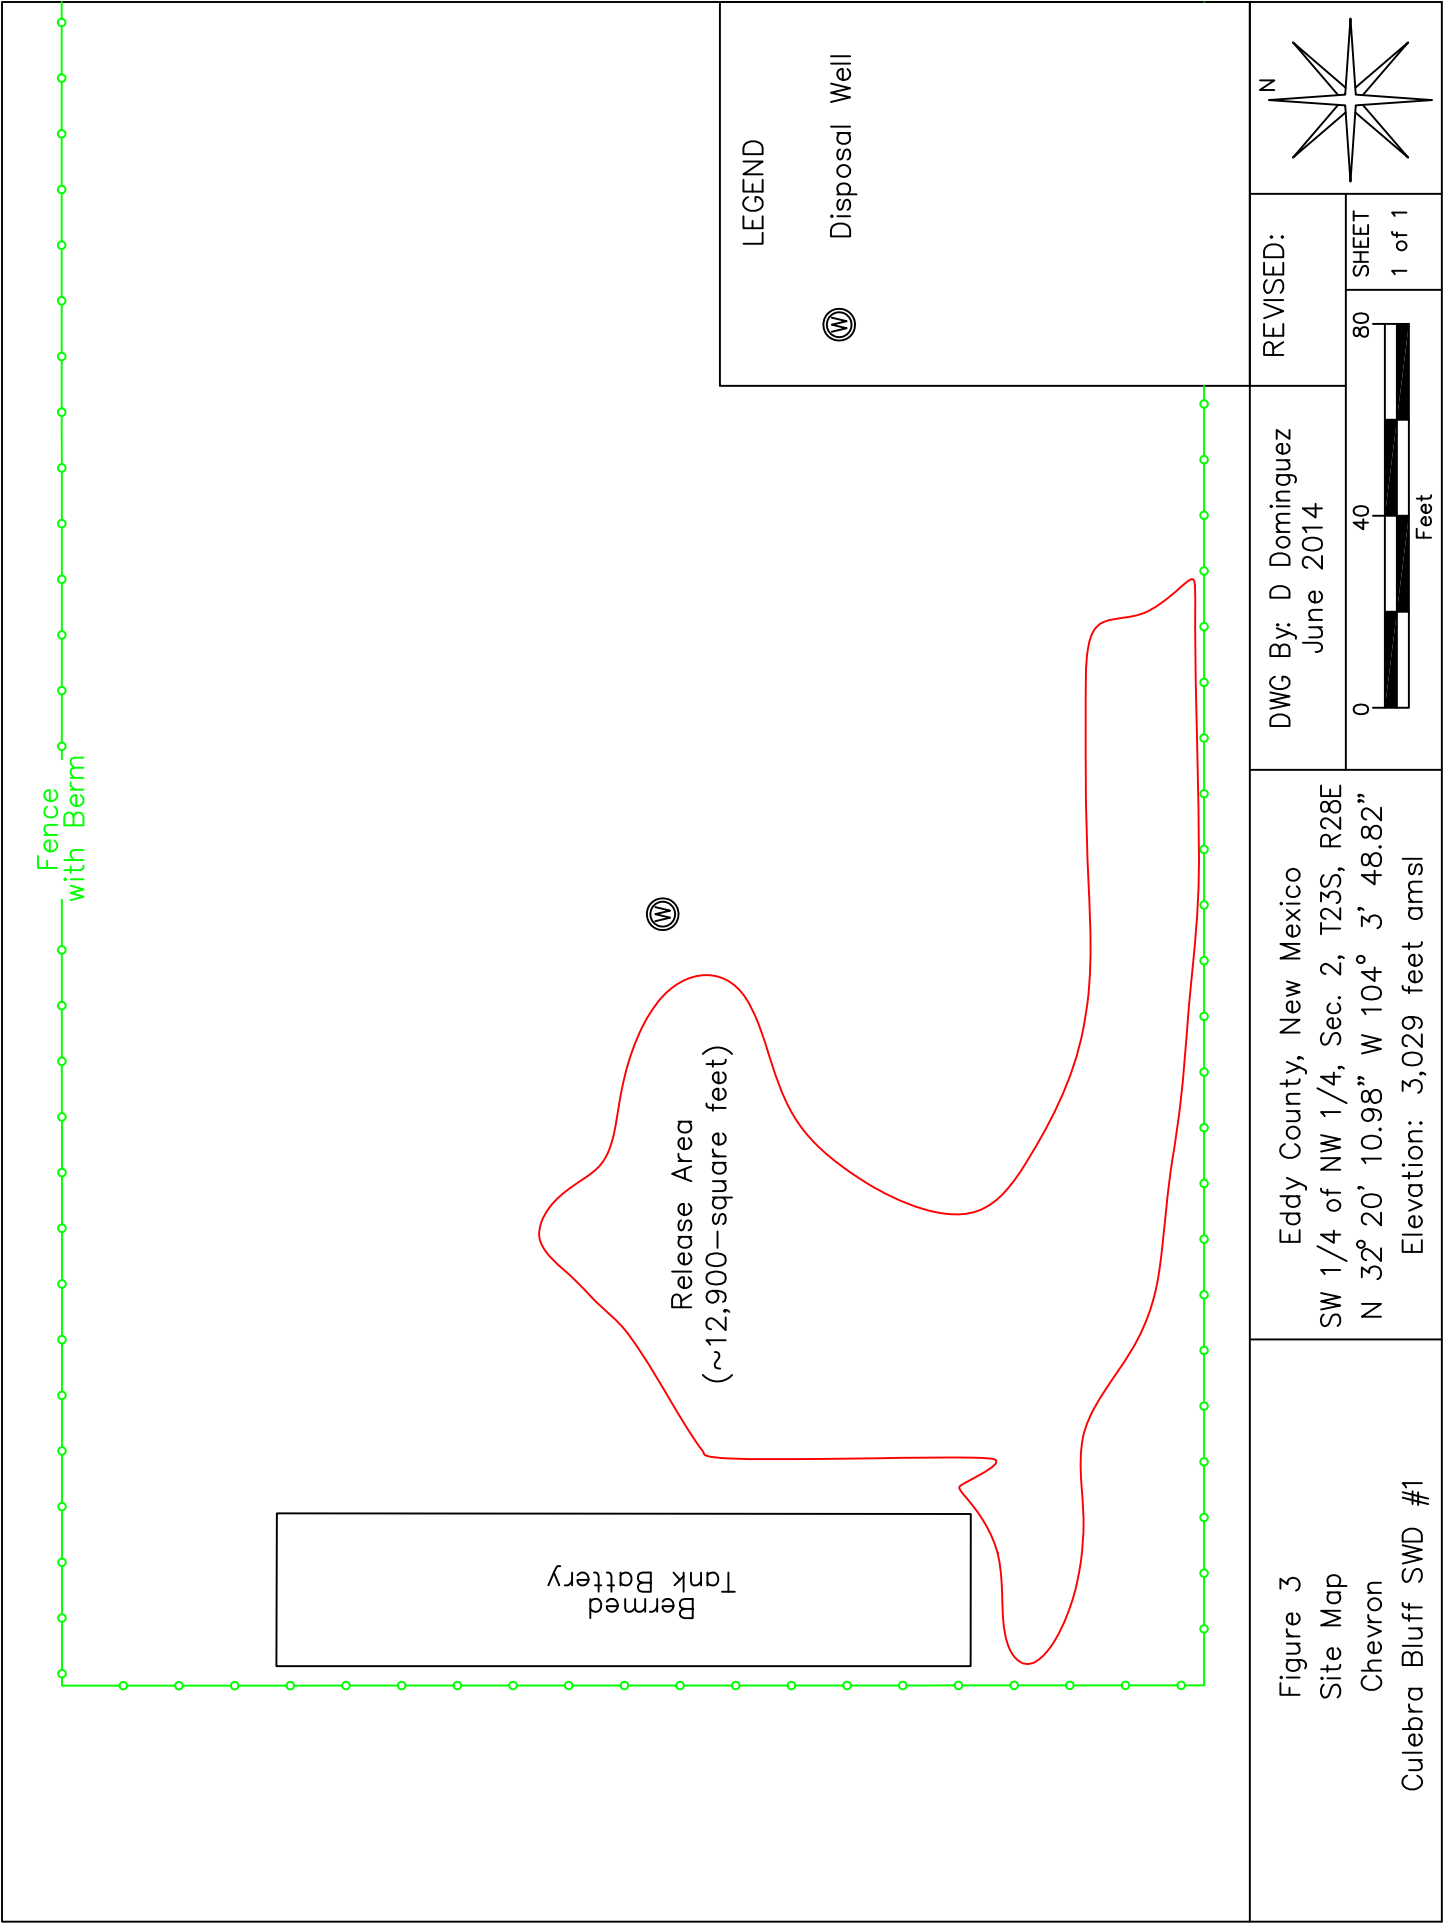 Fence
with Berm
LEGEND
W Disposal Well
W
Release Area
(~12,900-square feet)
Bermed
Tank Battery
Figure 3
Site Map
Chevron
Culebra Bluff SWD #1
Eddy County, New Mexico
SW 1/4 of NW 1/4, Sec. 2, T23S, R28E
N 32° 20' 10.98" W 104° 3' 48.82"
Elevation: 3,029 feet amsl
DWG By: D Dominguez
June 2014
REVISED:
0 40 80
Feet
SHEET
1 of 1
N